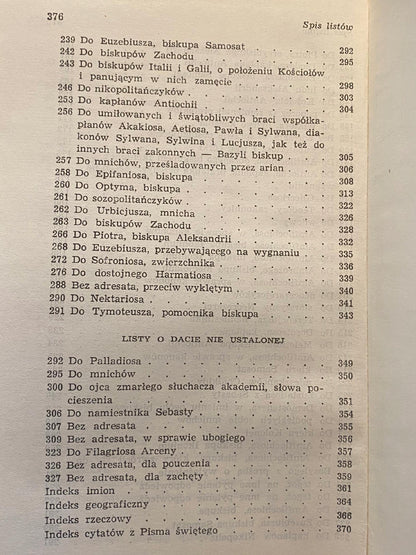 376 Spis listów
239 Do Euzebiusza, biskupa Samosat . . . . . 292
242 Do biskupów Zachodu . . . . . . . 295
243 Do biskupów Italii i Galii, o położeniu Kościołów
i panującym w nich zamęcie . . . . . . 298
246 Do nikopolitańczyków . . . . . . . 303
253 Do kapłanów Antiochii . . . . . . . 304
256 Do umiłowanych i świątobliwych braci współka-
płanów Akakiosa, Aetiosa, Pawła i Sylwana, dia-
konów Sylwana, Sylwina i Lucjusza, jak też do
innych braci zakonnych — Bazyli biskup . . . . 305
257 Do mnichów, prześladowanych przez arian . . . 306
258 Do Epifaniosa, biskupa . . . . . . . 308
260 Do Optyma, biskupa . . . . . . . 313
261 Do sozopolitańczyków . . . . . . . 322
262 Do Urbicjusza, mnicha . . . . . . . 326
263 Do biskupów Zachodu . . . . . . . 328
266 Do Piotra, biskupa Aleksandrii . . . . . 332
268 Do Euzebiusza, przebywającego na wygnaniu . . 335
272 Do Sofroniosa, zwierzchnika . . . . . . 336
276 Do dostojnego Harmatiosa . . . . . . 339
288 Bez adresata, przeciw wyklętym . . . . . 340
290 Do Nektariosa . . . . . . . . 341
291 Do Tymoteusza, pomocnika biskupa . . . . 343
LISTY O DACIE NIE USTALONEJ
292 Do Palladiosa . . . . . . . . 349
295 Do mnichów . . . . . . . . 350
300 Do ojca zmarłego słuchacza akademii, słowa po-
cieszenia . . . . . . . . . 351
306 Do namiestnika Sebasty . . . . . . . 354
307 Bez adresata . . . . . . . . 355
309 Bez adresata, w sprawie ubogiego . . . . . 356
323 Do Filagriosa Arceny . . . . . . . 357
326 Bez adresata, dla pouczenia . . . . . . 358
327 Bez adresata, dla zachęty . . . . . . 359
Indeks imion . . . . . . . . . 361
Indeks geograficzny . . . . . . . . 364
Indeks rzeczowy . . . . . . . . 366
Indeks cytatów z Pisma świętego . . . . . 370